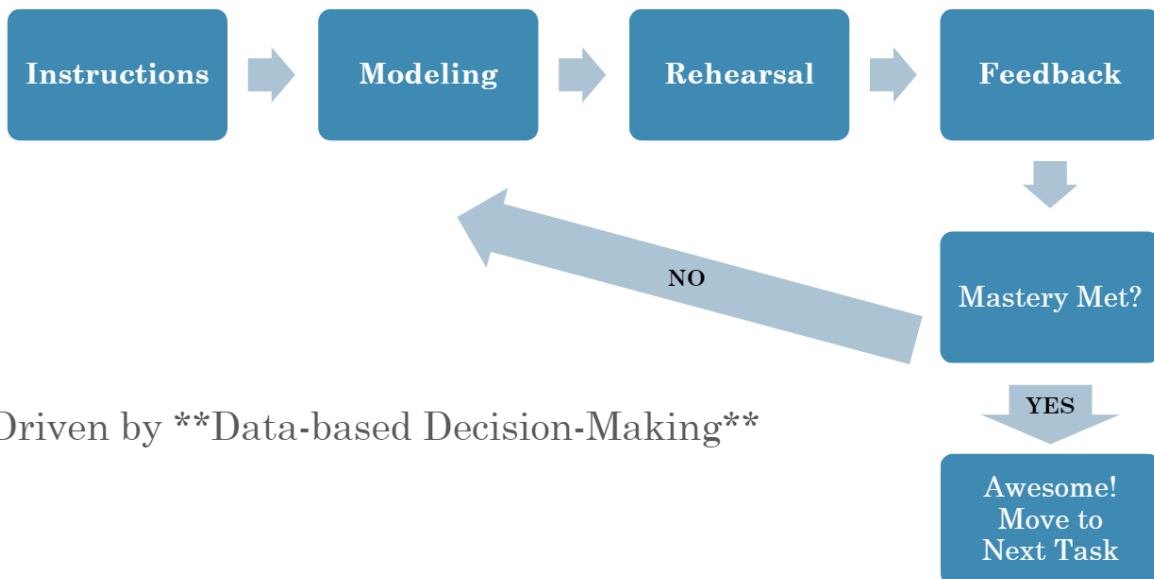 Instructions
Modeling
Rehearsal
Feedback
NO
Mastery Met?
Driven by **Data-based Decision-Making**
YES
Awesome!
Move to
Next Task